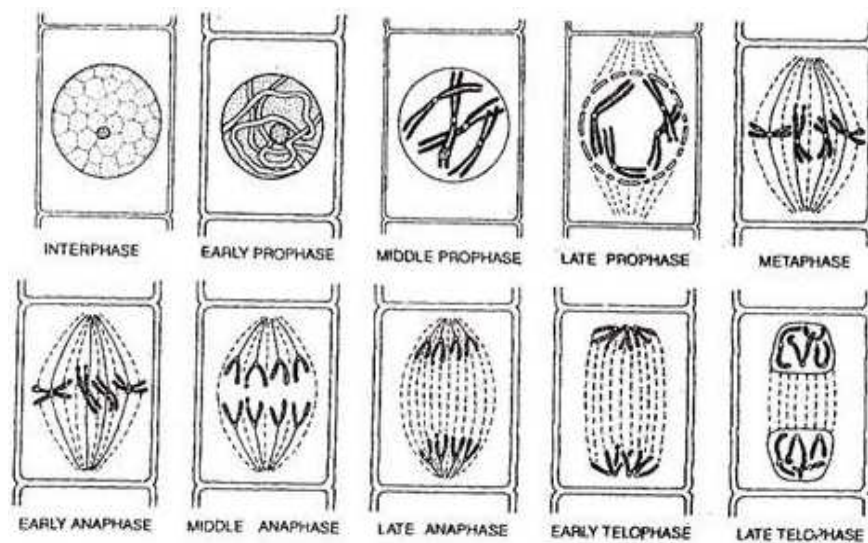 INTERPHASE
EARLY PROPHASE
MIDDLE PROPHASE
LATE PROPHASE
METAPHASE
EARLY ANAPHASE
MIDDLE ANAPHASE
LATE ANAPHASE
EARLY TELOPHASE
LATE TELOPHASE